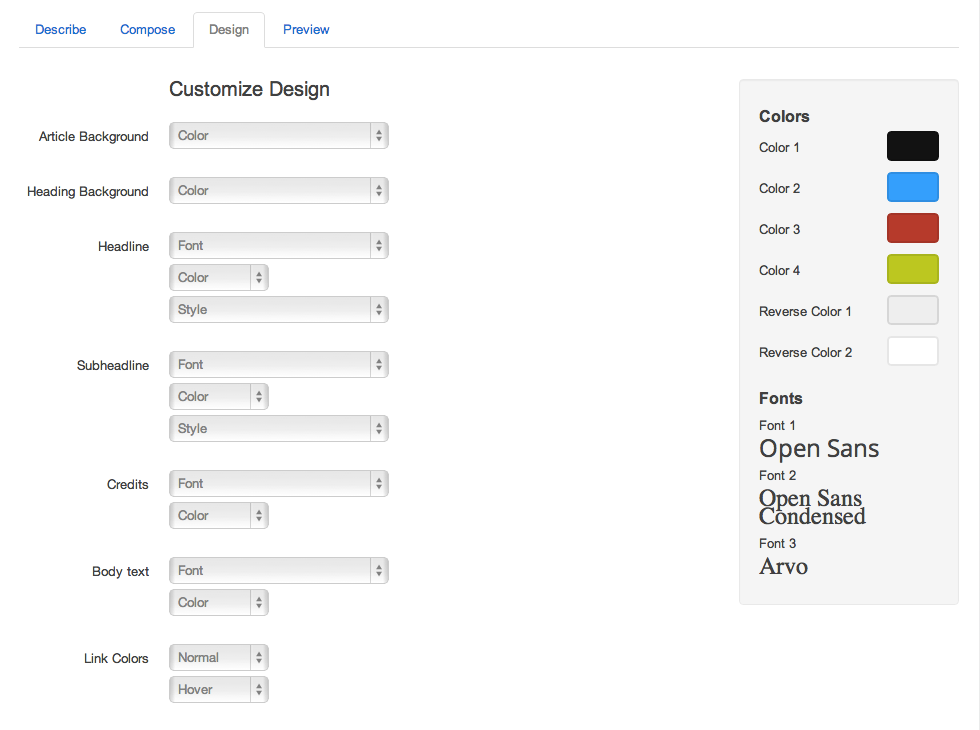 Describe
Compose
Design
Preview
Customize Design
Article Background
Color
Heading Background
Color
Headline
Font
Color
Style
Subheadline
Font
Color
Style
Credits
Font
Color
Body text
Font
Color
Link Colors
Normal
Hover
Colors
Color 1
Color 2
Color 3
Color 4
Reverse Color 1
Reverse Color 2
Fonts
Font 1
Open Sans
Font 2
Open Sans
Condensed
Font 3
Arvo